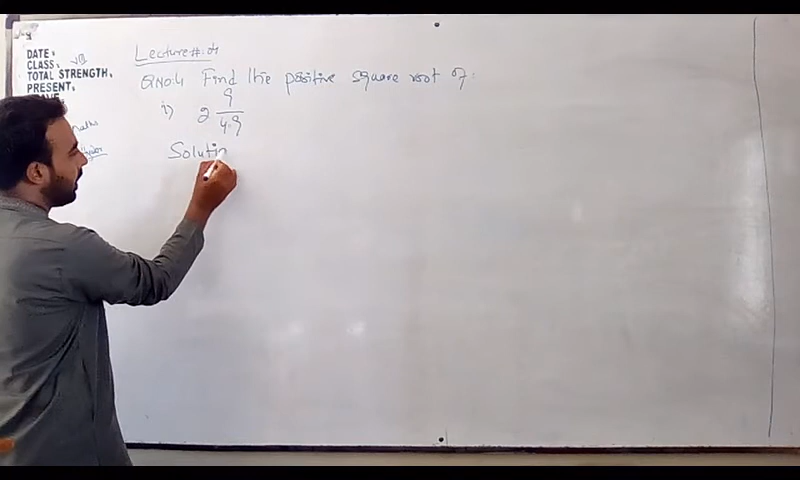 DATE:
CLASS: VIII
TOTAL STRENGTH:
PRESENT:
Lecture#:04
QNO.4 Find the positive square root of:
i) 2 9/49
Solution